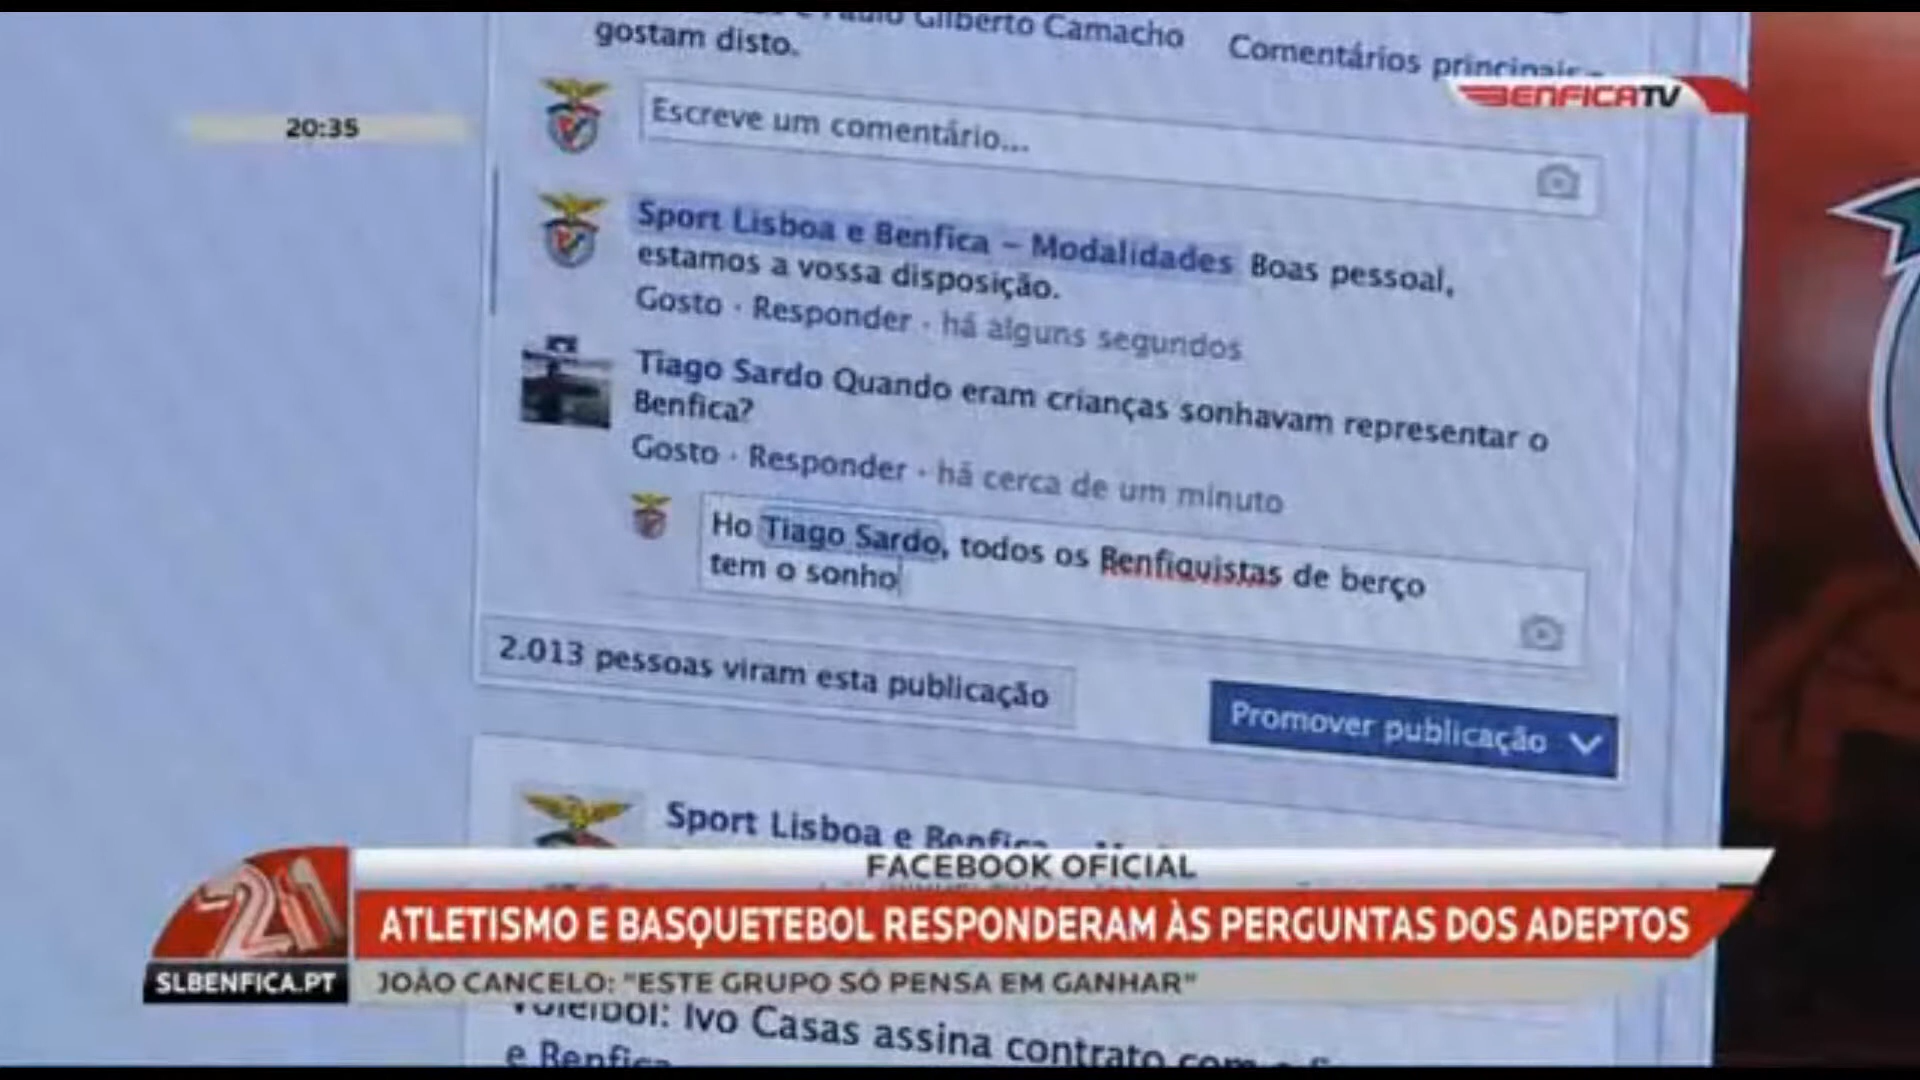 Gilberto Camacho
gostam disto.
Comentários principais
BENFICATV
20:35
Escreve um comentário...
Sport Lisboa e Benfica – Modalidades Boas pessoal,
estamos a vossa disposição.
Gosto · Responder · há alguns segundos
Tiago Sardo Quando eram crianças sonhavam representar o
Benfica?
Gosto · Responder · há cerca de um minuto
Ho Tiago Sardo, todos os Benfiquistas de berço
tem o sonho
2.013 pessoas viram esta publicação
Promover publicação
Sport Lisboa e Benfica
FACEBOOK OFICIAL
21
ATLETISMO E BASQUETEBOL RESPONDERAM ÀS PERGUNTAS DOS ADEPTOS
SLBENFICA.PT
JOÃO CANCELO: "ESTE GRUPO SÓ PENSA EM GANHAR"
Voleibol: Ivo Casas assina contrato com
e Benfica